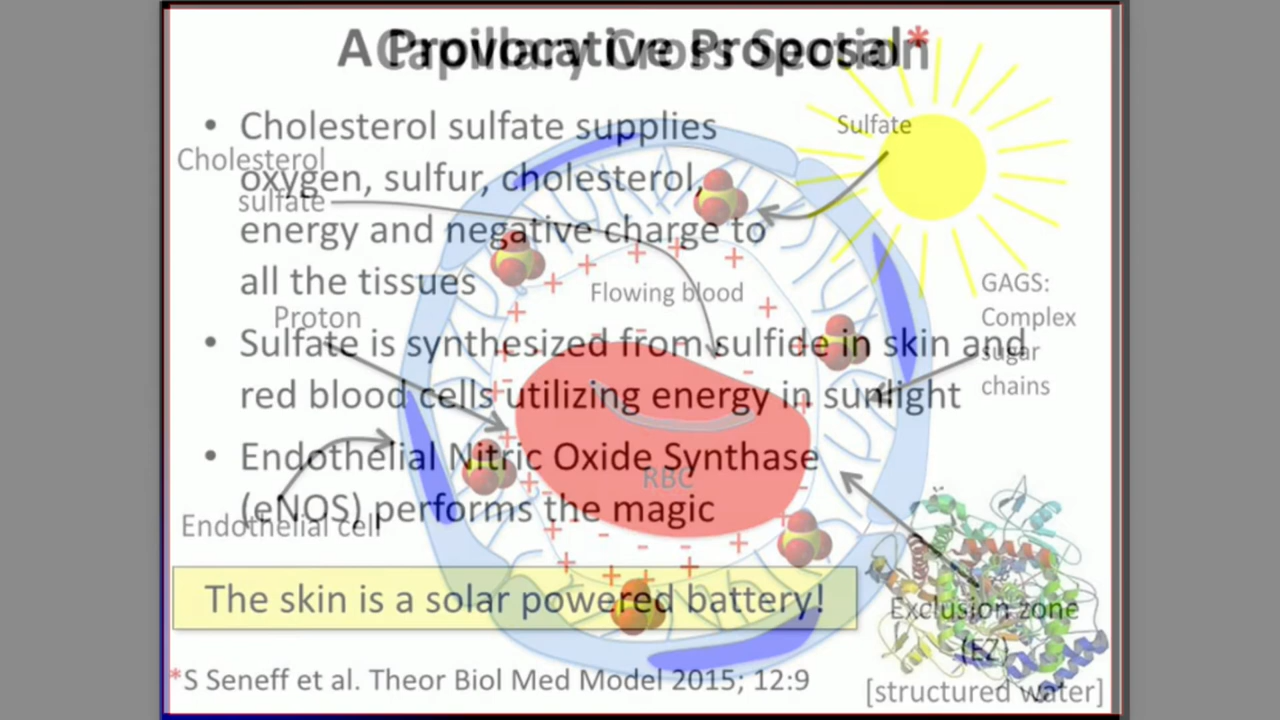 A Provocative Proposal*
Capillary Cross Section
• Cholesterol sulfate supplies
oxygen, sulfur, cholesterol,
energy and negative charge to
all the tissues
• Sulfate is synthesized from sulfide in skin and
red blood cells utilizing energy in sunlight
• Endothelial Nitric Oxide Synthase
(eNOS) performs the magic
The skin is a solar powered battery!
*S Seneff et al. Theor Biol Med Model 2015; 12:9
Sulfate
Cholesterol
sulfate
Flowing blood
GAGS:
Complex
sugar
chains
Proton
RBC
Endothelial cell
Exclusion zone
(EZ)
[structured water]